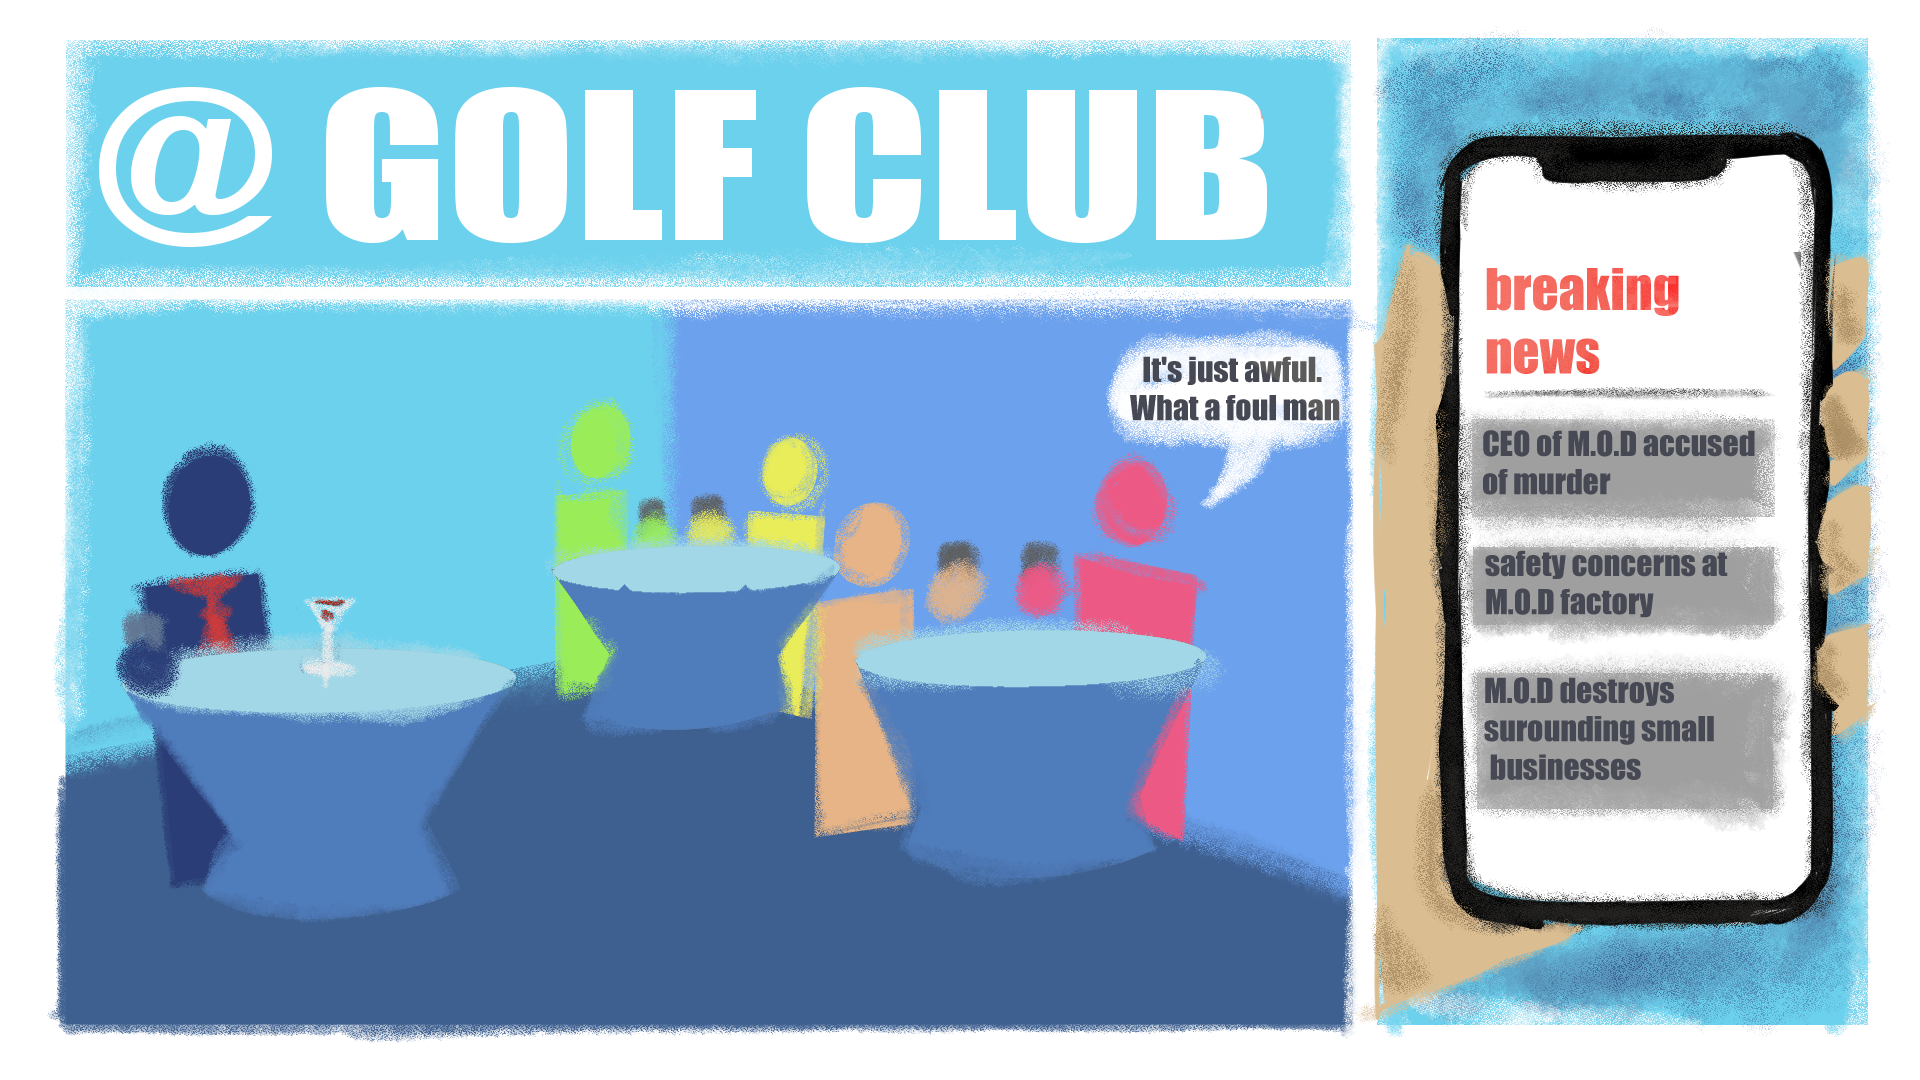 @ GOLF CLUB
It's just awful.
What a foul man
breaking
news
CEO of M.O.D accused
of murder
safety concerns at
M.O.D factory
M.O.D destroys
surounding small
businesses